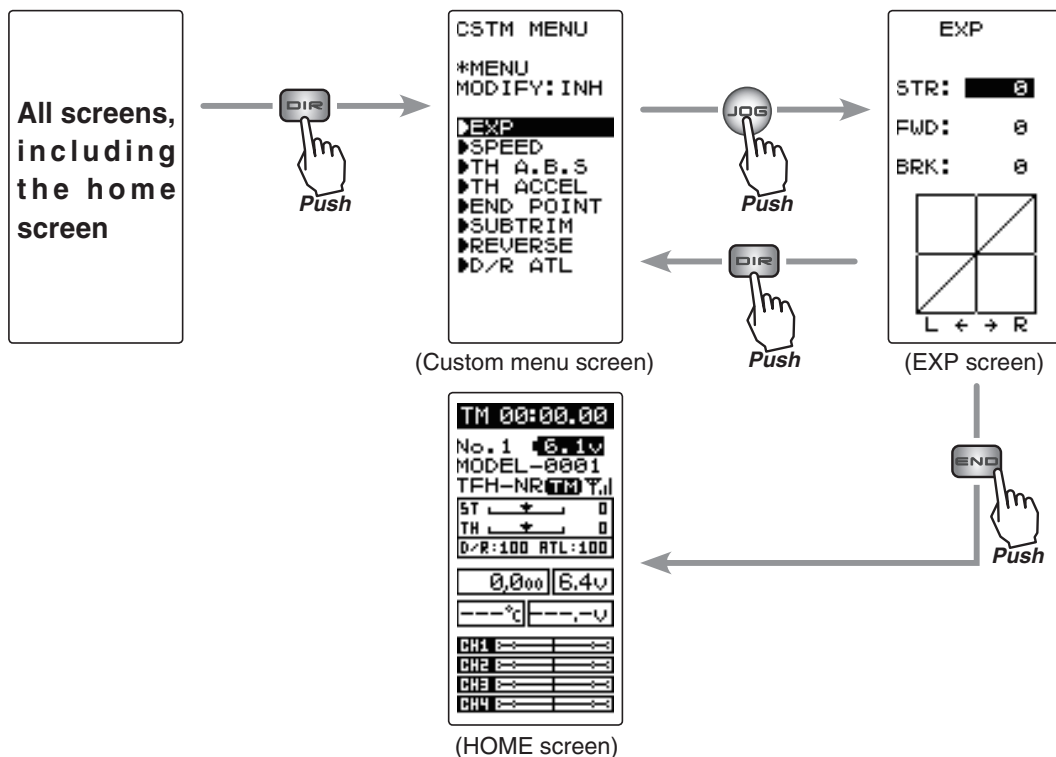 All screens,
including
the home
screen
DIR
Push
CSTM MENU
*MENU
MODIFY:INH
▶EXP
▶SPEED
▶TH A.B.S
▶TH ACCEL
▶END POINT
▶SUBTRIM
▶REVERSE
▶D/R ATL
(Custom menu screen)
JOG
Push
DIR
Push
EXP
STR: 0
FWD: 0
BRK: 0
L ← → R
(EXP screen)
END
Push
TM 00:00.00
No.1 6.1v
MODEL-0001
TFH-NR TM
ST 0
TH 0
D/R:100 ATL:100
0,000 6.4v
---°C ---.-v
CH1
CH2
CH3
CH4
(HOME screen)